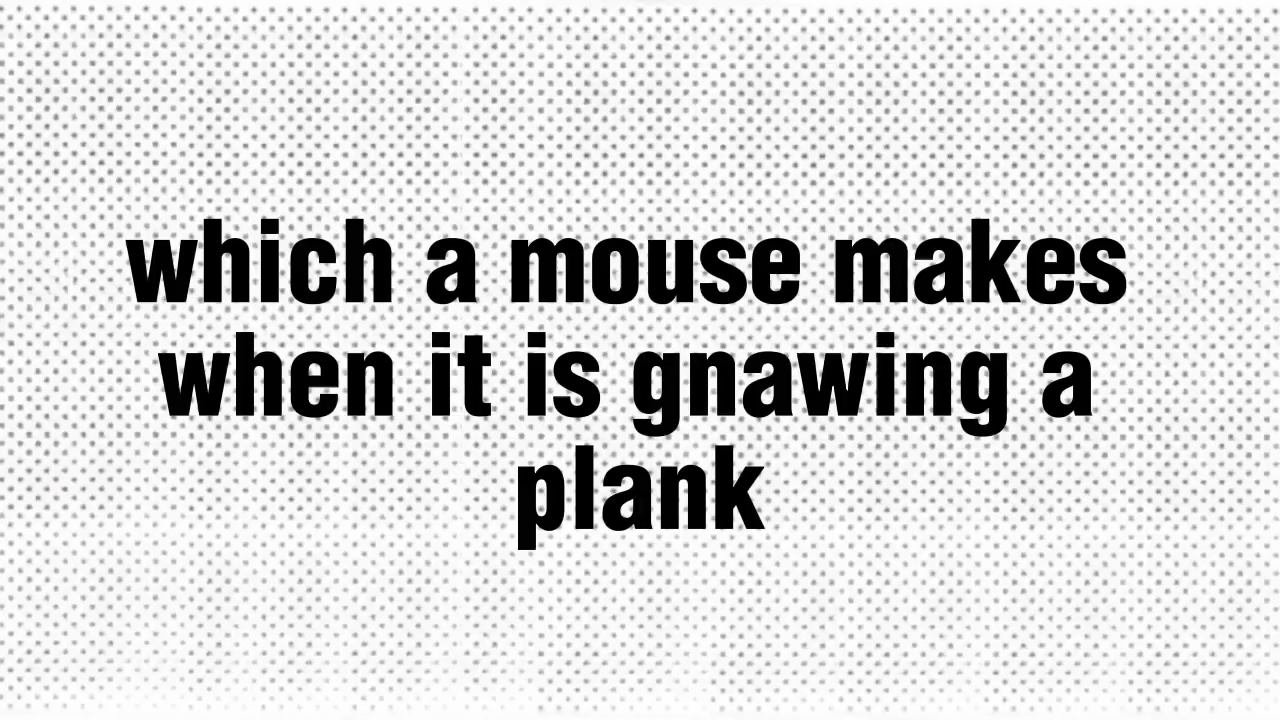 which a mouse makes
when it is gnawing a
plank